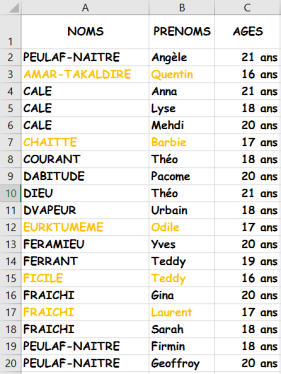 A B C
1 NOMS PRENOMS AGES
2 PEULAF-NAITRE Angèle 21 ans
3 AMAR-TAKALDIRE Quentin 16 ans
4 CALE Anna 21 ans
5 CALE Lyse 18 ans
6 CALE Mehdi 20 ans
7 CHAITTE Barbie 17 ans
8 COURANT Théo 18 ans
9 DABITUDE Pacome 20 ans
10 DIEU Théo 21 ans
11 DVAPEUR Urbain 18 ans
12 EURKTUMEME Odile 17 ans
13 FERAMIEU Yves 20 ans
14 FERRANT Teddy 19 ans
15 FICILE Teddy 16 ans
16 FRAICHI Gina 20 ans
17 FRAICHI Laurent 17 ans
18 FRAICHI Sarah 18 ans
19 PEULAF-NAITRE Firmin 18 ans
20 PEULAF-NAITRE Geoffroy 20 ans